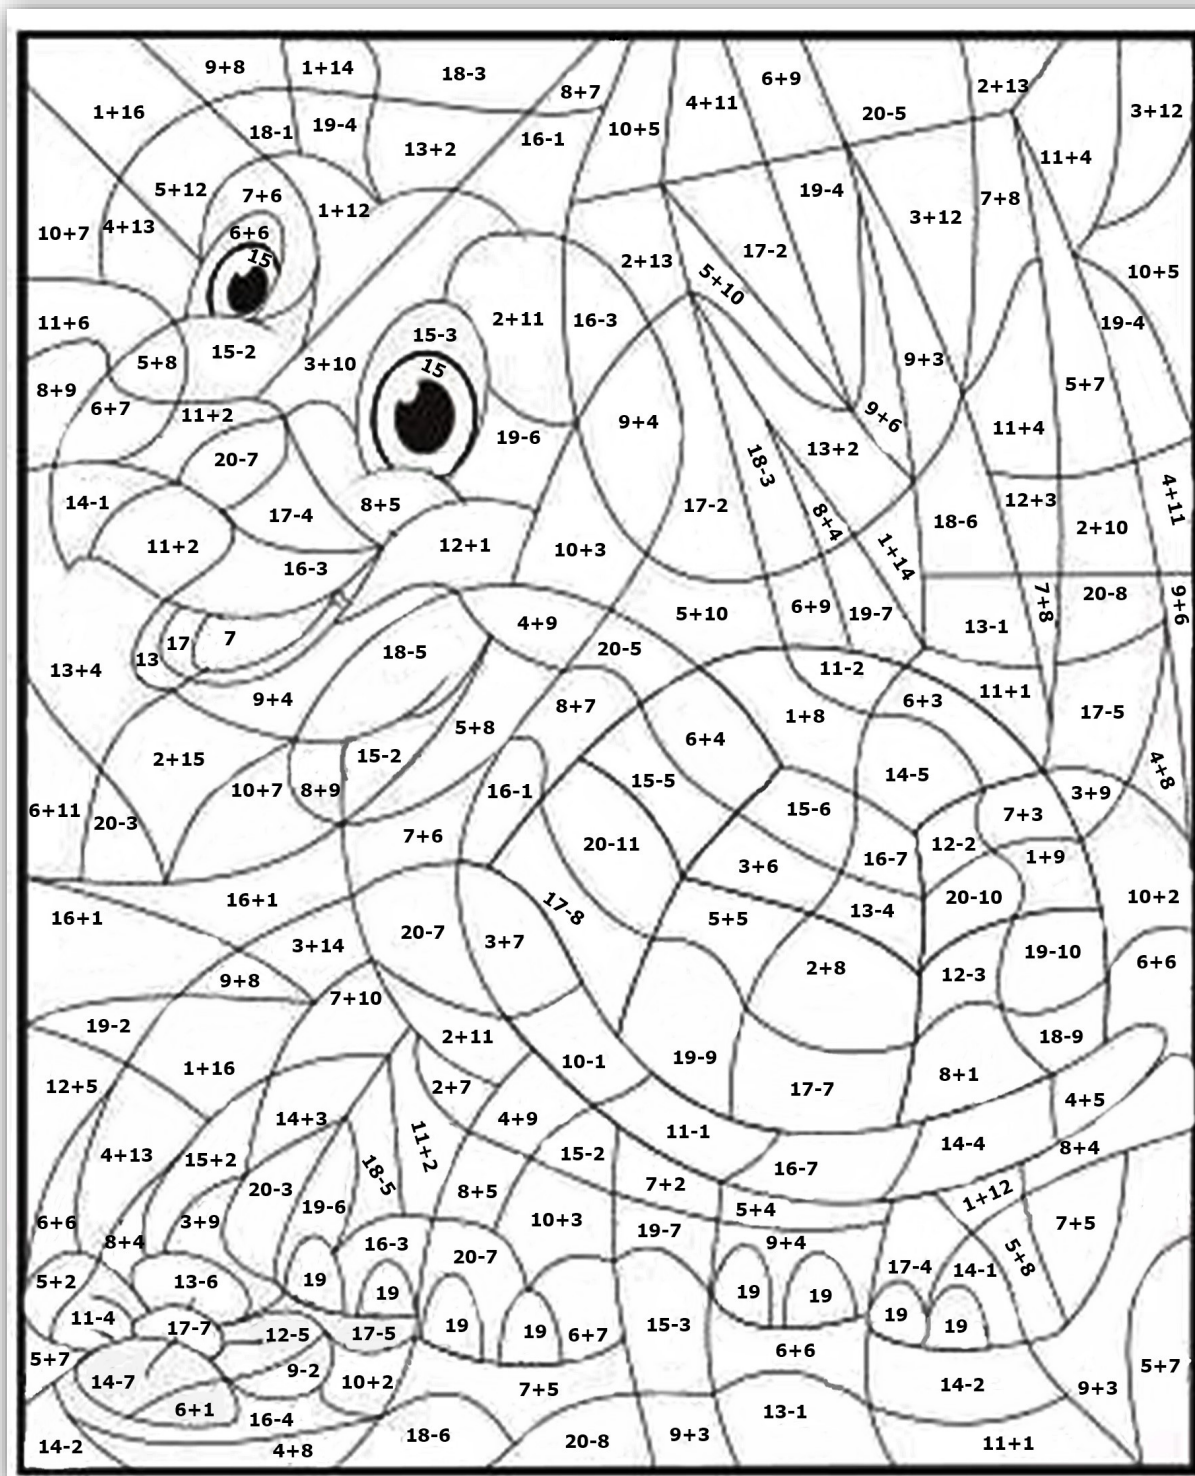 9+8 1+14 18-3
6+9
8+7 2+13
1+16 4+11 20-5 3+12
18-1 19-4 10+5
13+2 16-1
11+4
5+12 7+6 19-4 7+8
1+12 3+12
10+7 4+13 6+6
15 2+13 17-2
5+10 10+5
11+6 2+11 16-3 19-4
15-3
5+8 15-2 3+10 9+3
15
8+9 5+7
6+7 11+2 9+4 9+6 11+4
19-6 13+2
20-7 18-3
14-1 17-4 8+5 17-2 12+3 4+11
8+4 18-6 2+10
11+2 12+1 10+3 1+14
16-3 20-8 9+6
7+8
5+10 6+9 19-7 13-1
17 7 4+9
13 18-5 20-5
13+4 11-2
9+4 6+3 11+1
8+7 1+8 17-5
5+8 6+4
2+15 15-2 4+8
10+7 8+9 16-1 15-5 14-5 3+9
6+11 20-3 15-6 7+3
7+6 20-11 12-2
3+6 16-7 1+9
16+1 17-8 20-10 10+2
16+1 5+5 13-4
20-7 3+7
3+14 19-10
9+8 2+8 12-3 6+6
7+10
19-2 2+11 18-9
1+16 10-1 19-9
12+5 2+7 17-7 8+1
4+5
14+3 4+9
11+2 11-1
4+13 15+2 15-2 14-4 8+4
18-5 16-7
20-3 8+5 7+2 1+12
19-6 5+4
6+6 3+9 10+3 19-7 7+5
8+4 16-3 20-7 9+4 5+8
5+2 13-6 19 17-4 14-1
19 19 19
11-4 17-7 12-5 17-5 19 19 6+7 15-3 19 19
5+7 9-2 6+6 5+7
14-7 10+2 7+5 14-2 9+3
6+1 16-4 13-1
14-2 4+8 18-6 20-8 9+3 11+1